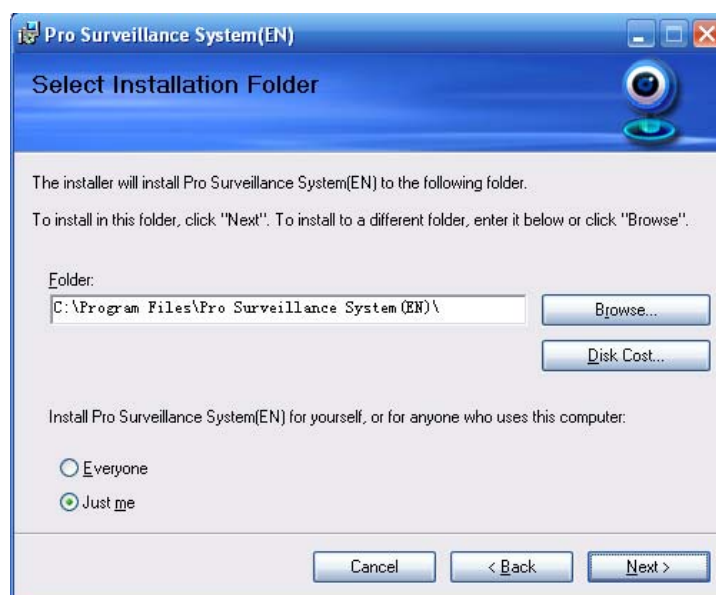 Pro Surveillance System(EN)
Select Installation Folder
The installer will install Pro Surveillance System(EN) to the following folder.
To install in this folder, click "Next". To install to a different folder, enter it below or click "Browse".
Folder:
C:\Program Files\Pro Surveillance System(EN)\
Browse...
Disk Cost...
Install Pro Surveillance System(EN) for yourself, or for anyone who uses this computer:
Everyone
Just me
Cancel
< Back
Next >